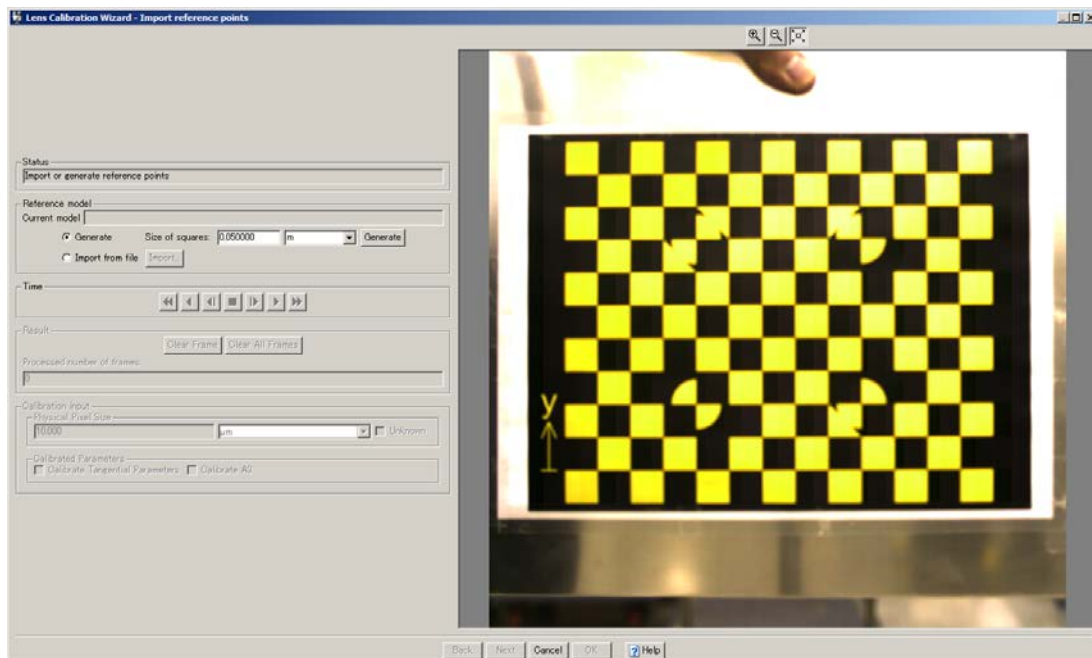 Lens Calibration Wizard - Import reference points
Status
Import or generate reference points
Reference model
Current model
Generate Size of squares: 0.050000 m Generate
Import from file Import.
Time
Result
Clear Frame Clear All Frames
Processed number of frames:
0
Calibration input
Physical Pixel Size
10.000 µm Unknown
Calibrated Parameters
Calibrate Tangential Parameters Calibrate A3
y
Back Next Cancel OK Help